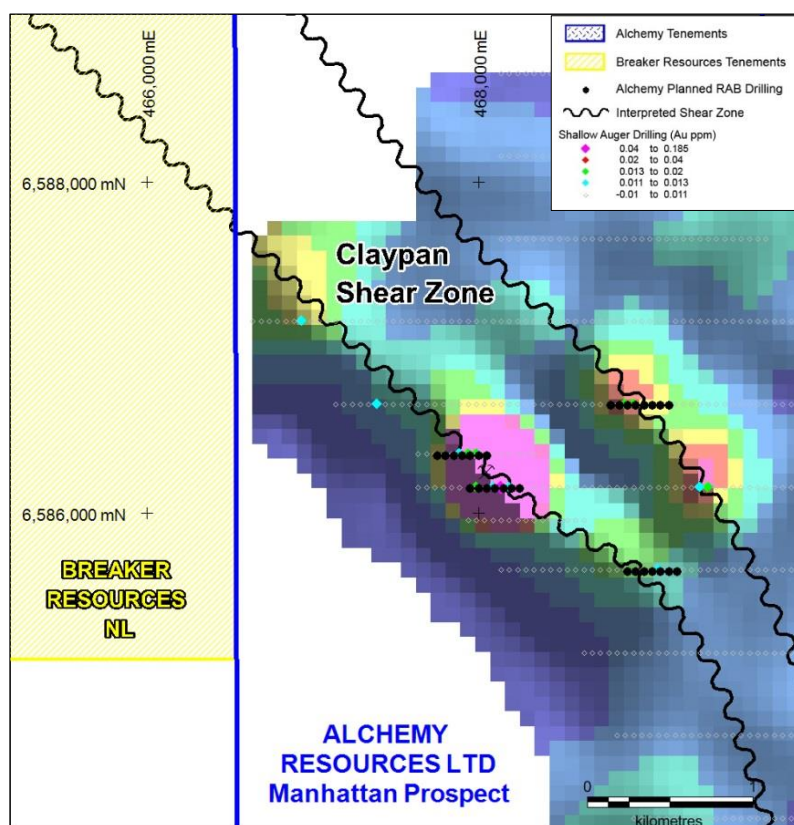 466,000 mE
468,000 mE
Alchemy Tenements
Breaker Resources Tenements
Alchemy Planned RAB Drilling
Interpreted Shear Zone
Shallow Auger Drilling (Au ppm)
0.04 to 0.185
0.02 to 0.04
0.013 to 0.02
0.011 to 0.013
-0.01 to 0.011
6,588,000 mN
Claypan
Shear Zone
6,586,000 mN
BREAKER
RESOURCES
NL
ALCHEMY
RESOURCES LTD
Manhattan Prospect
0 1
kilometres